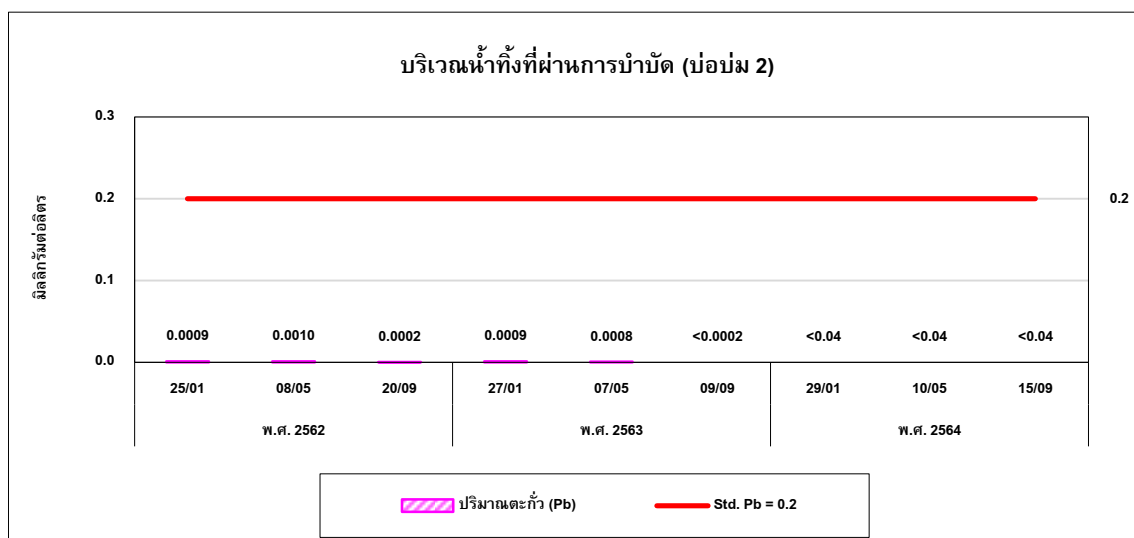 บริเวณน้ำทิ้งที่ผ่านการบำบัด (บ่อบ่ม 2)
มิลลิกรัมต่อลิตร
0.3
0.2
0.2
0.1
0.0009 0.0010 0.0002 0.0009 0.0008 <0.0002 <0.04 <0.04 <0.04
0.0
25/01 08/05 20/09 27/01 07/05 09/09 29/01 10/05 15/09
พ.ศ. 2562 พ.ศ. 2563 พ.ศ. 2564
ปริมาณตะกั่ว (Pb) Std. Pb = 0.2